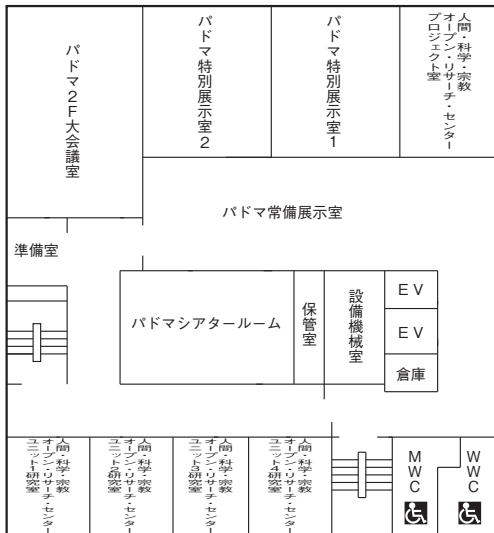 パドマ2F大会議室
パドマ特別展示室2
パドマ特別展示室1
人間・科学・宗教
オープン・リサーチ・センター
プロジェクト室
パドマ常備展示室
準備室
パドマシアタールーム
保管室
設備機械室
EV
EV
倉庫
人間・科学・宗教
オープン・リサーチ・センター
ユニット1研究室
人間・科学・宗教
オープン・リサーチ・センター
ユニット2研究室
人間・科学・宗教
オープン・リサーチ・センター
ユニット3研究室
人間・科学・宗教
オープン・リサーチ・センター
ユニット4研究室
MWC
WWC